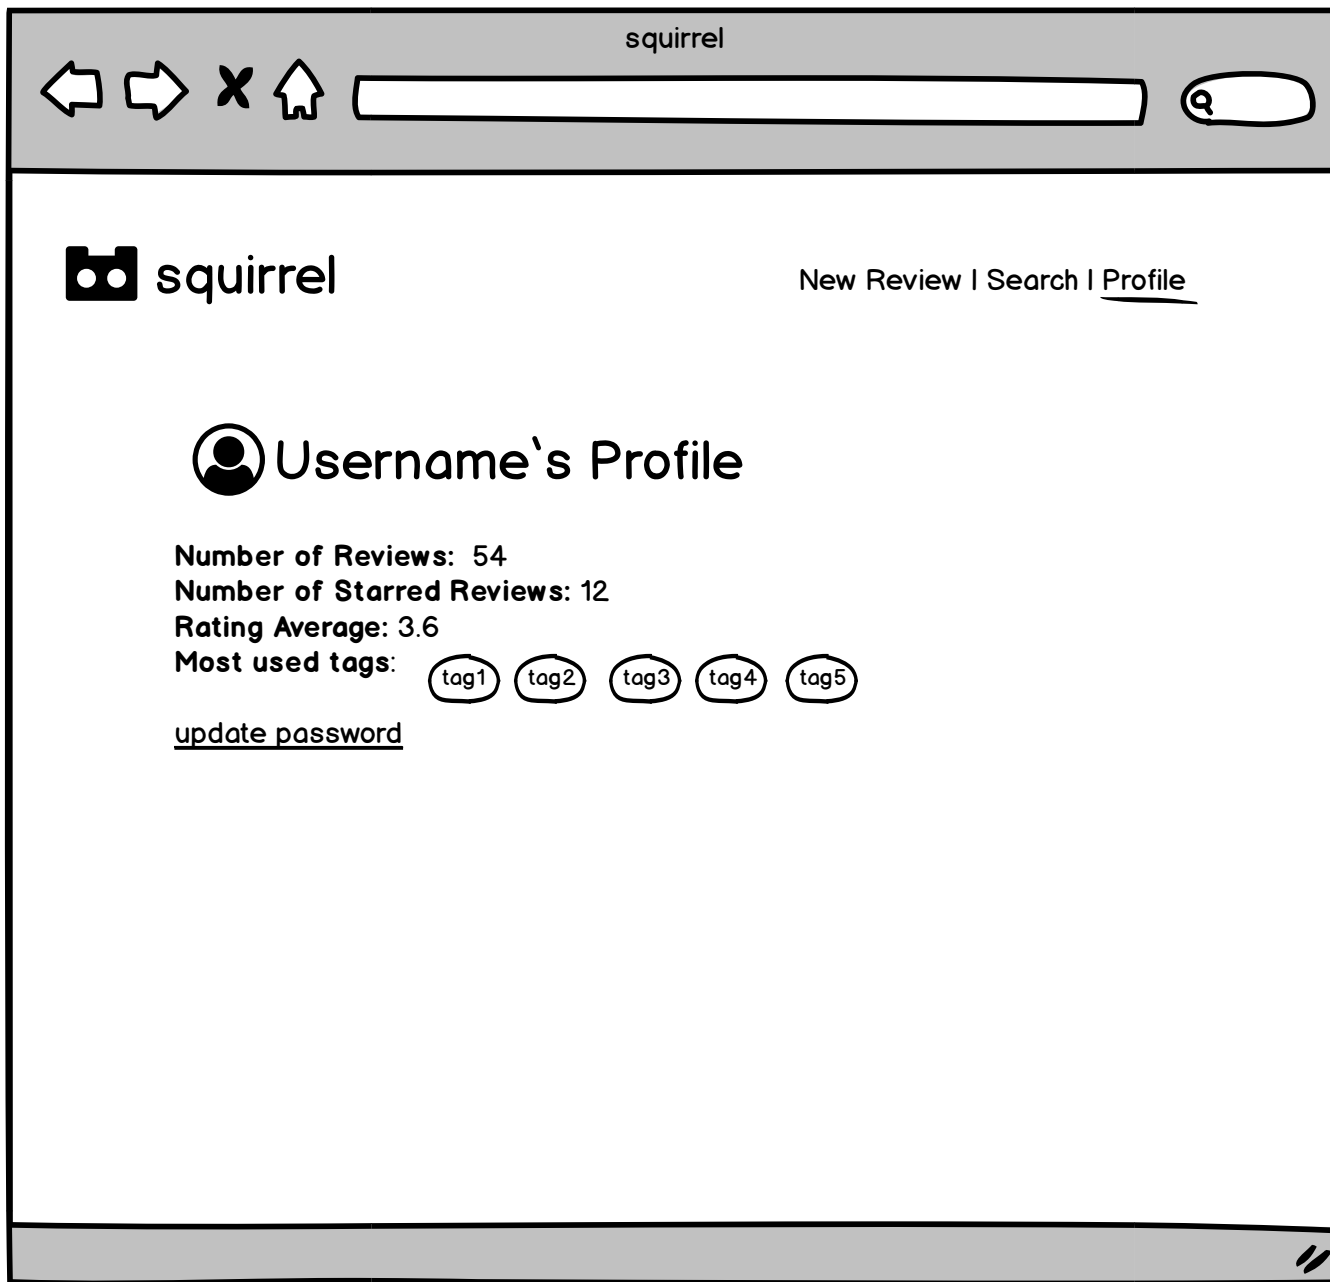 squirrel
squirrel
New Review | Search | Profile
Username`s Profile
Number of Reviews: 54
Number of Starred Reviews: 12
Rating Average: 3.6
Most used tags: tag1 tag2 tag3 tag4 tag5
update password